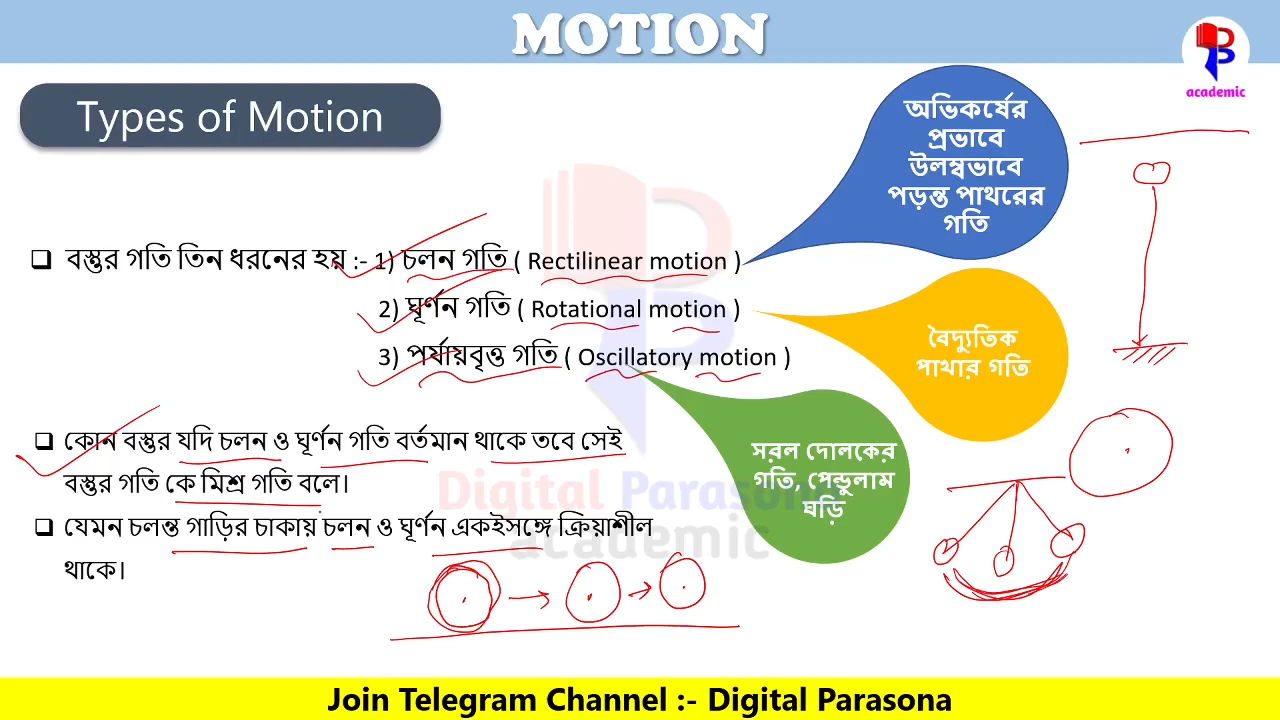 MOTION
academic
Types of Motion
অভিকর্ষের
প্রভাবে
উলম্বভাবে
পড়ন্ত পাথরের
গতি
বস্তুর গতি তিন ধরনের হয় :- 1) চলন গতি ( Rectilinear motion )
2) ঘূর্ণন গতি ( Rotational motion )
3) পর্যায়বৃত্ত গতি ( Oscillatory motion )
বৈদ্যুতিক
পাখার গতি
সরল দোলকের
গতি, পেন্ডুলাম
ঘড়ি
কোন বস্তুর যদি চলন ও ঘূর্ণন গতি বর্তমান থাকে তবে সেই
বস্তুর গতি কে মিশ্র গতি বলে।
যেমন চলন্ত গাড়ির চাকায় চলন ও ঘূর্ণন একইসঙ্গে ক্রিয়াশীল
থাকে।
Digital Parasona
academic
Join Telegram Channel :- Digital Parasona